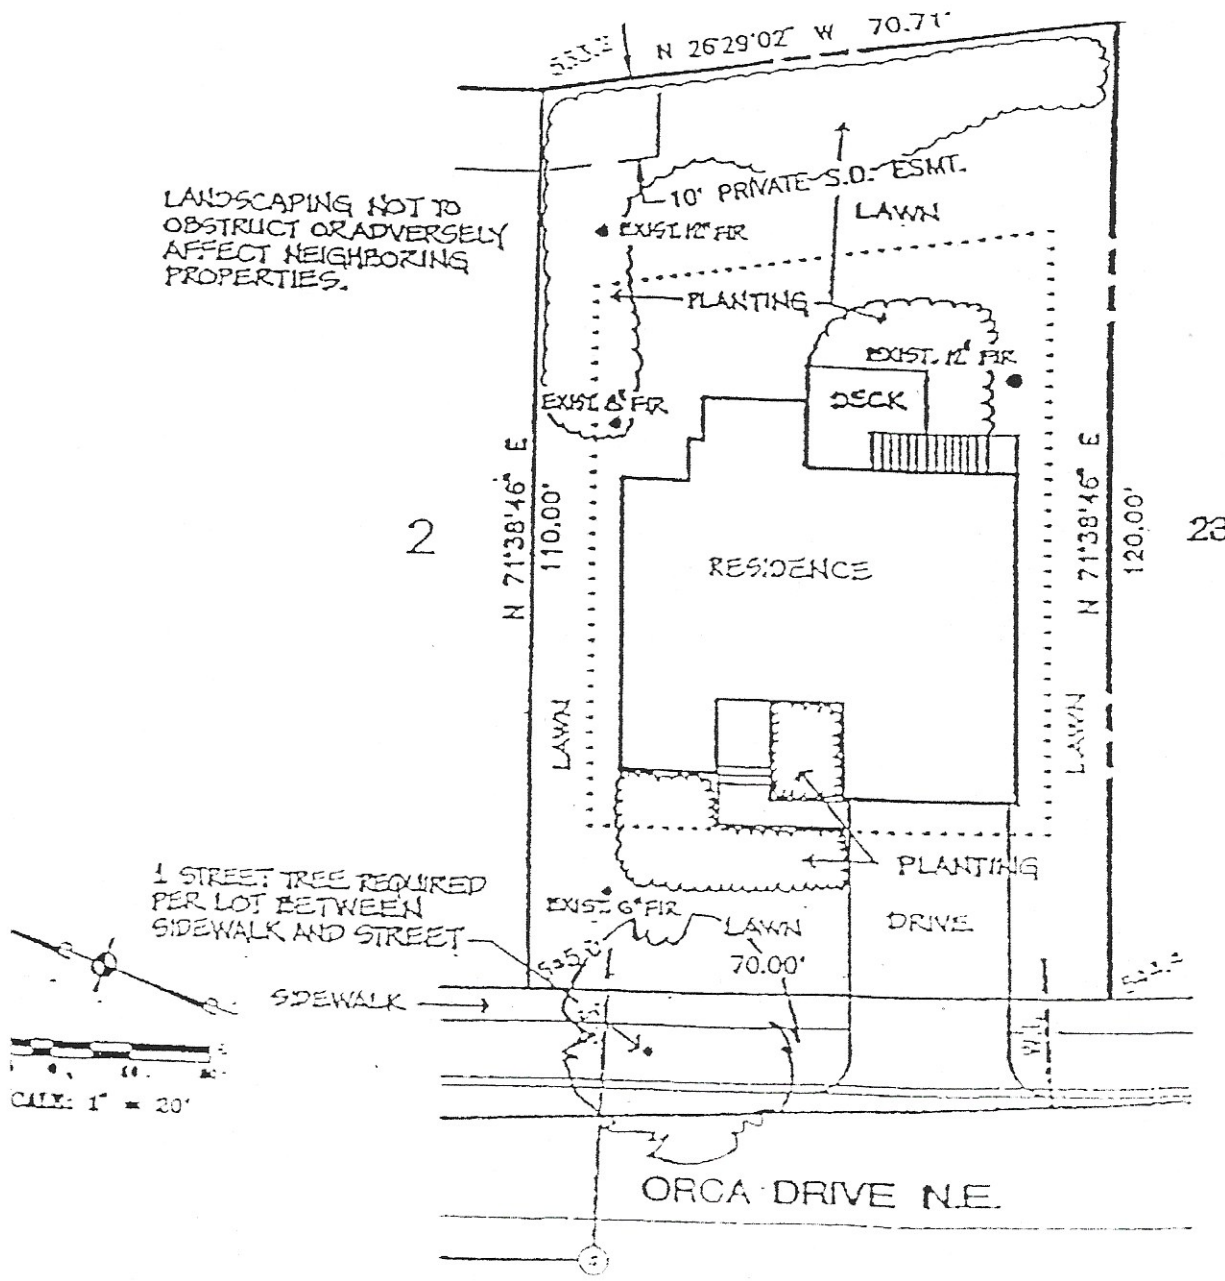 N 26°29'02" W 70.71'
LANDSCAPING NOT TO
OBSTRUCT OR ADVERSELY
AFFECT NEIGHBORING
PROPERTIES.
10' PRIVATE S.D. ESMT.
LAWN
EXIST. 12" FIR
PLANTING
EXIST. 12" FIR
DECK
EXIST. 8" FIR
N 71°38'46" E
110.00'
2
RESIDENCE
N 71°38'46" E
120.00'
23
LAWN
LAWN
PLANTING
1 STREET TREE REQUIRED
PER LOT BETWEEN
SIDEWALK AND STREET
EXIST. 6" FIR
LAWN
DRIVE
70.00'
SIDEWALK
SCALE: 1" = 20'
ORCA DRIVE N.E.
S